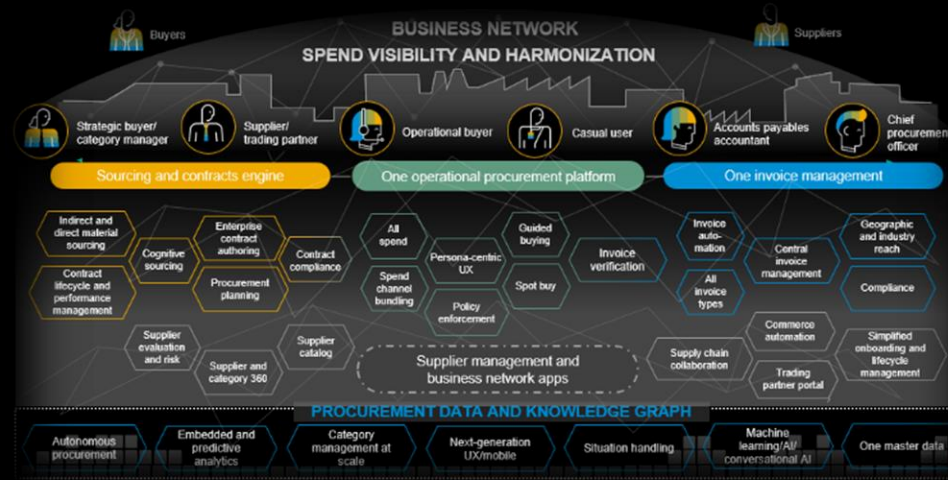 BUSINESS NETWORK
Buyers
Suppliers
SPEND VISIBILITY AND HARMONIZATION
Strategic buyer/
category manager
Supplier/
trading partner
Operational buyer
Casual user
Accounts payables
accountant
Chief
procuremen
officer
Sourcing and contracts engine
One operational procurement platform
One invoice management
Indirect and
direct material
sourcing
Contract
lifecycle and
performance
management
Cognitive
sourcing
Enterprise
contract
authoring
Procurement
planning
Contract
compliance
All
spend
Spend
channel
bundling
Persona-centric
UX
Policy
enforcement
Guided
buying
Spot buy
Invoice
verification
Invoice
auto-
mation
All
invoice
types
Contral
invoice
management
Geographic
and industry
reach
Compliance
Supplier
evaluation
and risk
Supplier and
category 360
Supplier
catalog
Supplier management and
business network apps
Supply chain
collaboration
Commerce
automation
Trading
partner portal
Simplified
onboarding and
lifecycle
management
PROCUREMENT DATA AND KNOWLEDGE GRAPH
Autonomous
procurement
Embedded and
predictive
analytics
Category
management at
scale
Next-generation
UX/mobile
Situation handling
Machine
learning/AI/
conversational AI
One master data